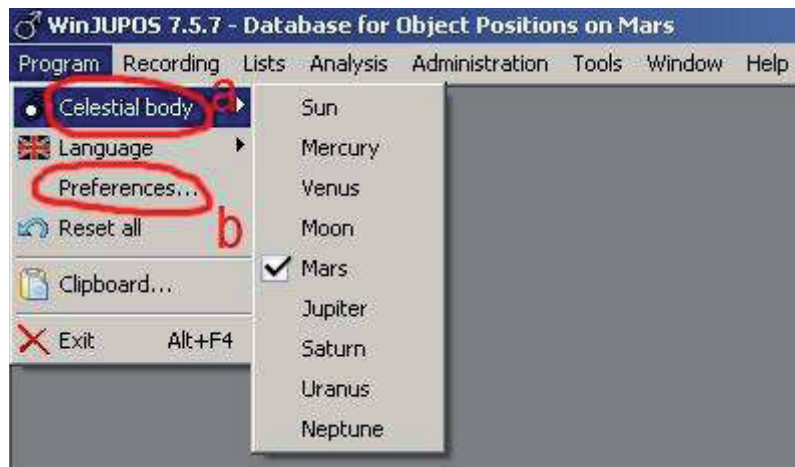 WinJUPOS 7.5.7 - Database for Object Positions on Mars
Program Recording Lists Analysis Administration Tools Window Help
Celestial body a
Language
Preferences...
b
Reset all
Clipboard...
Exit Alt+F4
Sun
Mercury
Venus
Moon
Mars
Jupiter
Saturn
Uranus
Neptune